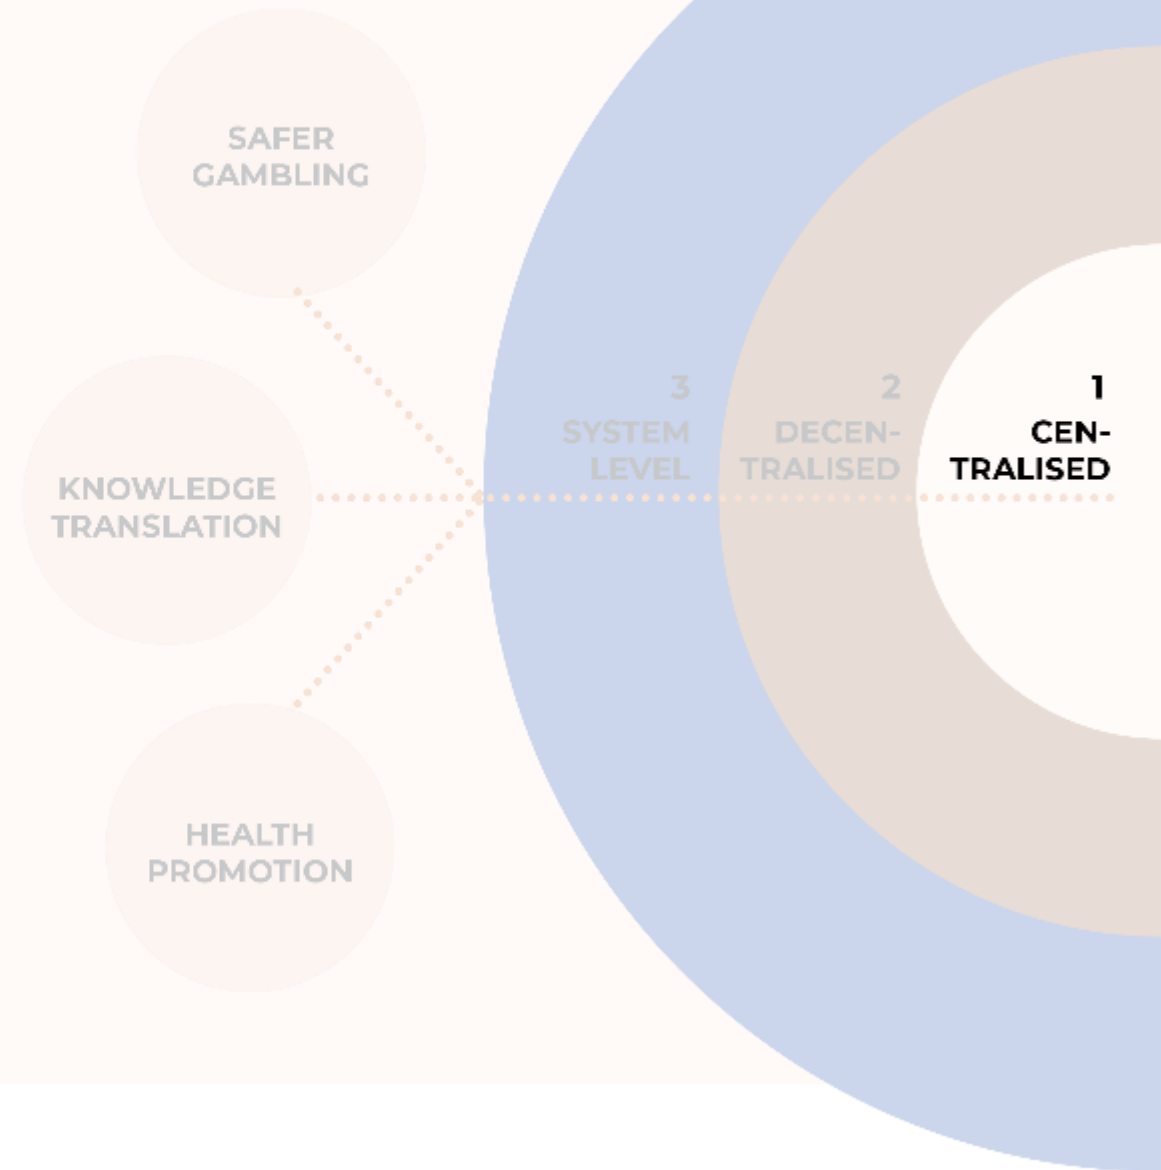 SAFER
GAMBLING
3
SYSTEM
LEVEL
2
DECEN-
TRALISED
1
CEN-
TRALISED
KNOWLEDGE
TRANSLATION
HEALTH
PROMOTION